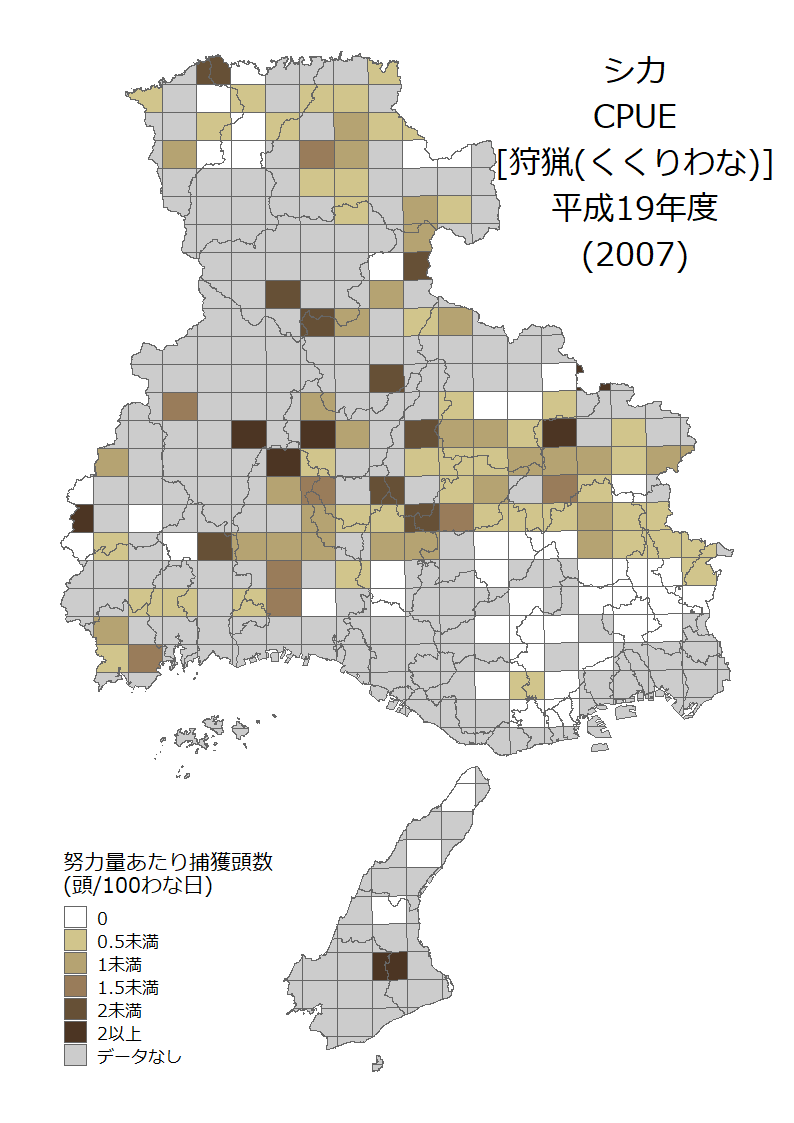 シカ
CPUE
[狩猟(くくりわな)]
平成19年度
(2007)
努力量あたり捕獲頭数
(頭/100わな日)
0
0.5未満
1未満
1.5未満
2未満
2以上
データなし